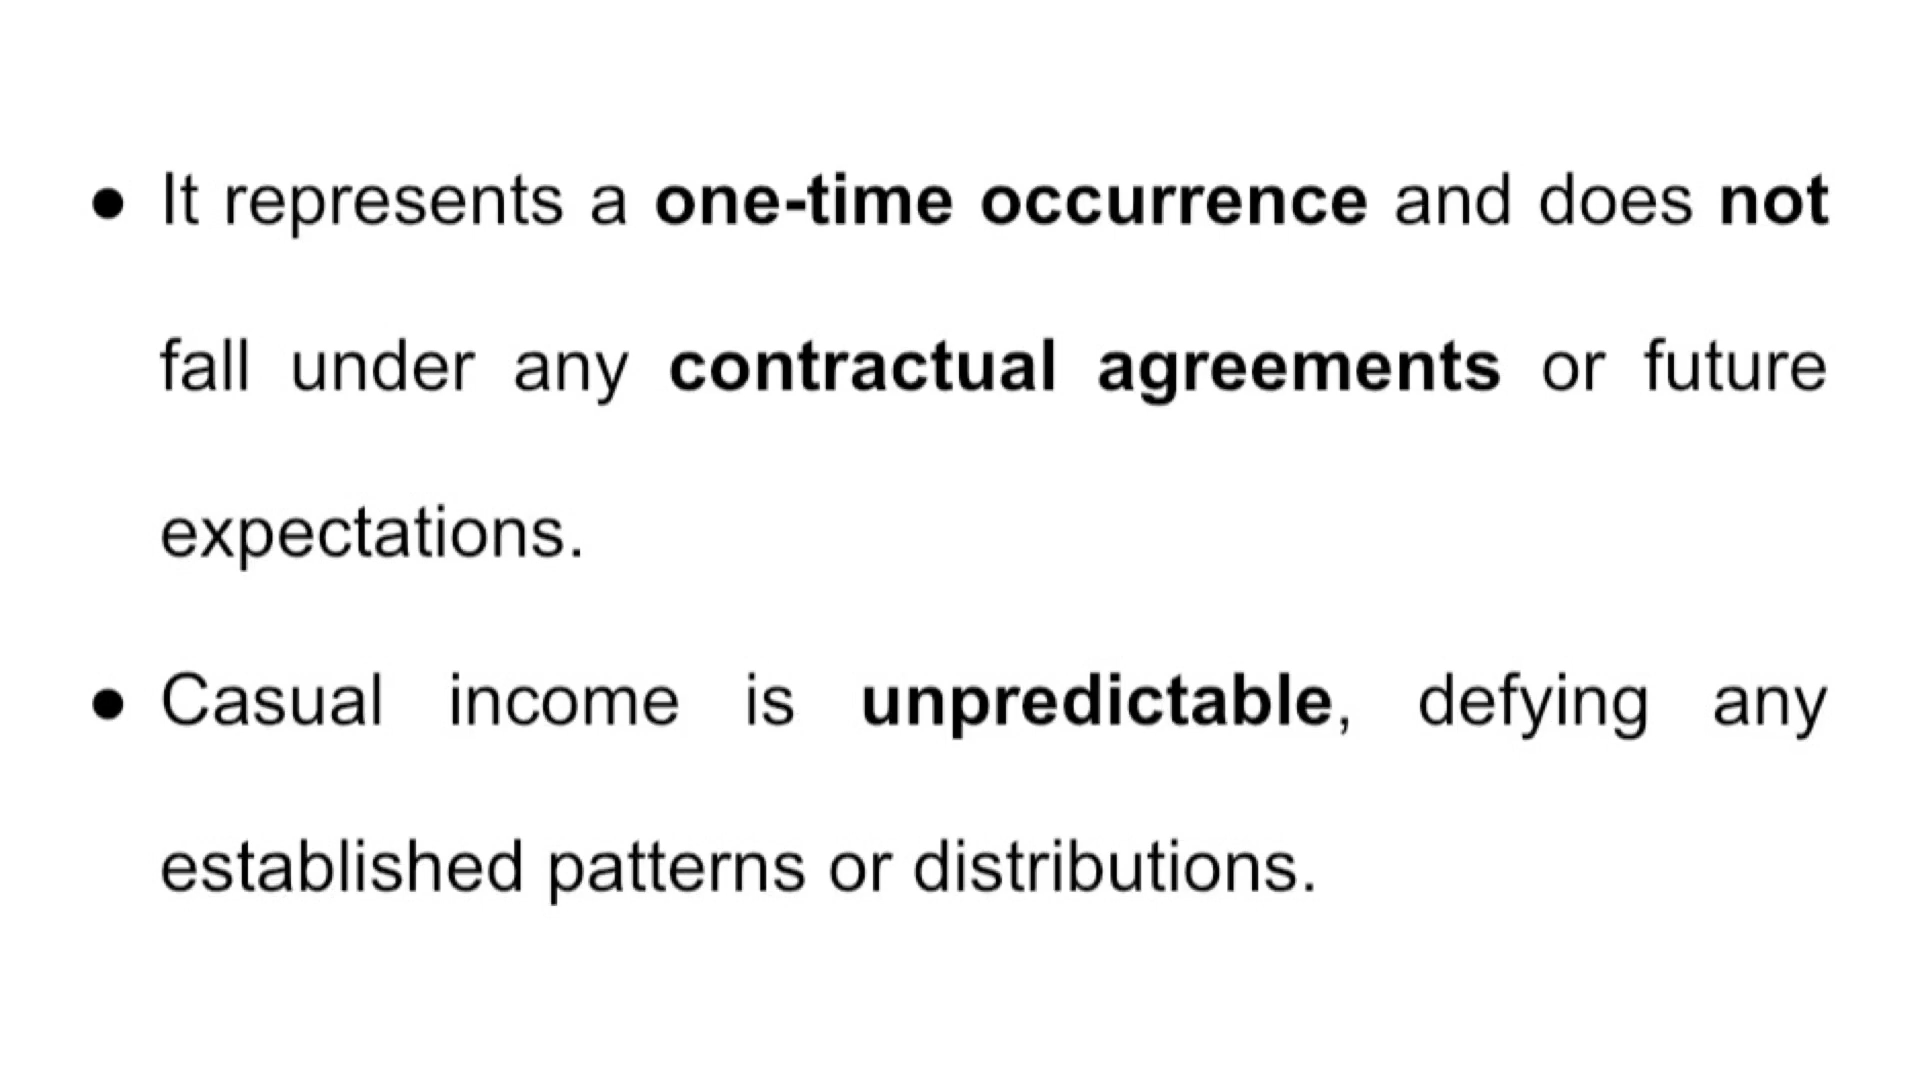 ● It represents a one-time occurrence and does not
fall under any contractual agreements or future
expectations.
● Casual income is unpredictable, defying any
established patterns or distributions.